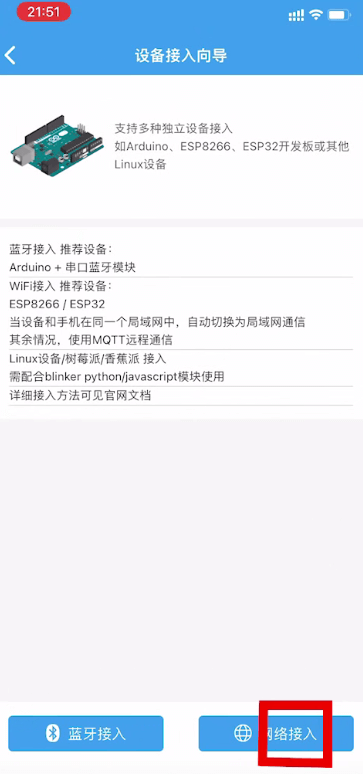 21:51
设备接入向导
支持多种独立设备接入
如Arduino、ESP8266、ESP32开发板或其他
Linux设备
蓝牙接入 推荐设备：
Arduino + 串口蓝牙模块
WiFi接入 推荐设备：
ESP8266 / ESP32
当设备和手机在同一个局域网中，自动切换为局域网通信
其余情况，使用MQTT远程通信
Linux设备/树莓派/香蕉派 接入
需配合blinker python/javascript模块使用
详细接入方法可见官网文档
蓝牙接入
网络接入